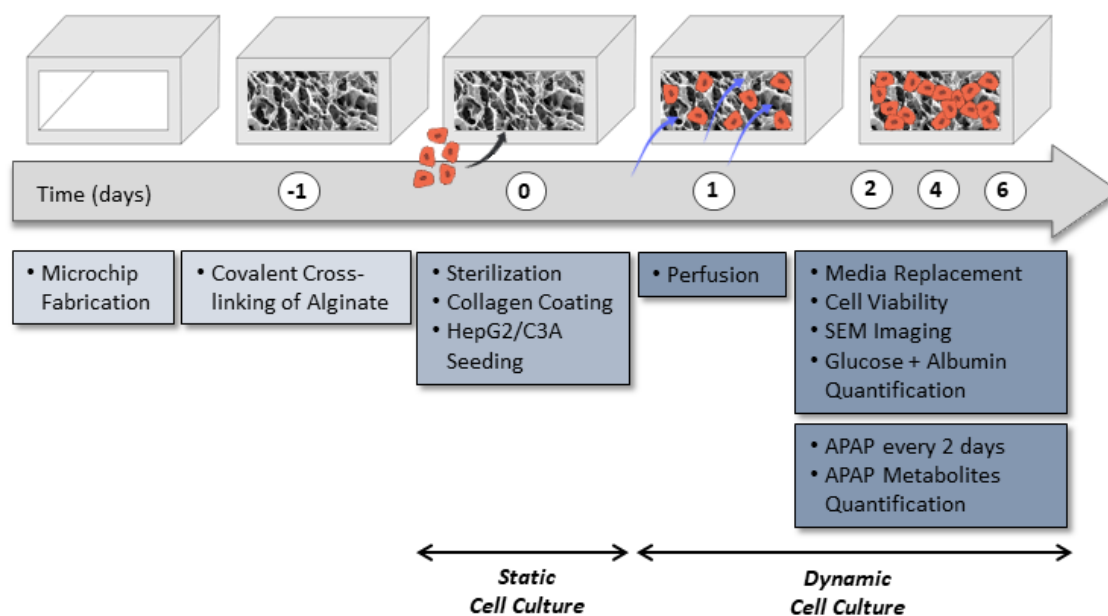 Time (days)
-1
0
1
2
4
6
• Microchip
Fabrication
• Covalent Cross-
linking of Alginate
• Sterilization
• Collagen Coating
• HepG2/C3A
Seeding
• Perfusion
• Media Replacement
• Cell Viability
• SEM Imaging
• Glucose + Albumin
Quantification
• APAP every 2 days
• APAP Metabolites
Quantification
Static
Cell Culture
Dynamic
Cell Culture